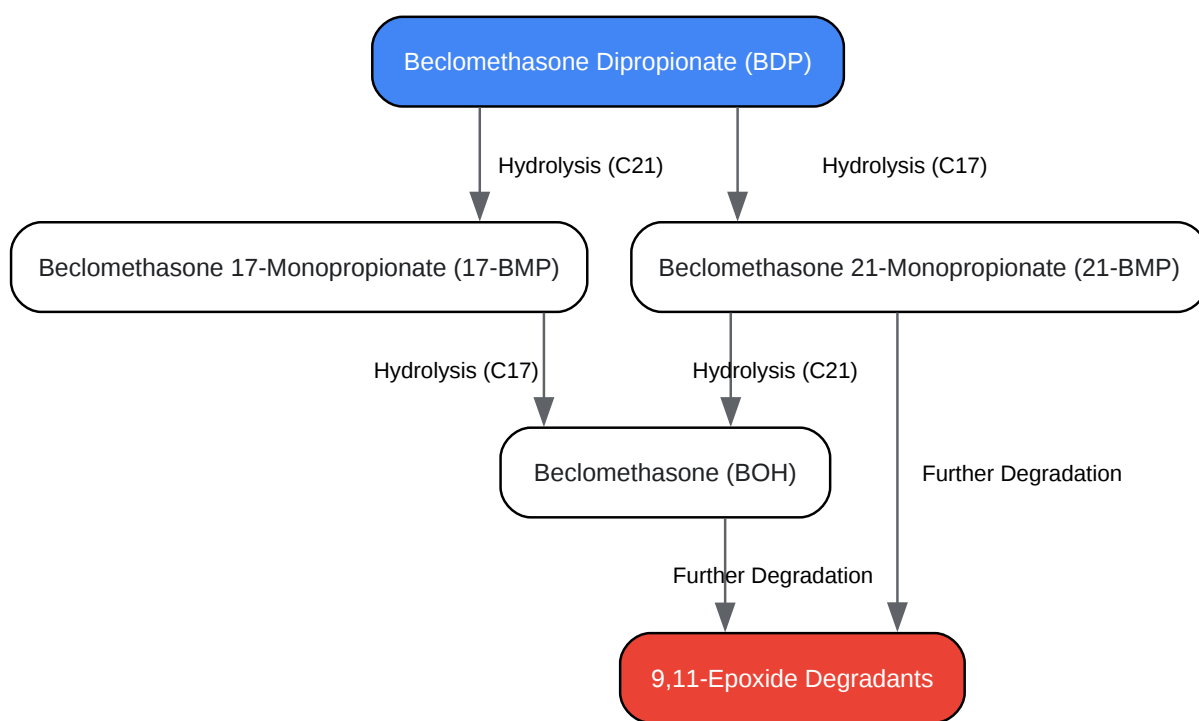 Beclomethasone Dipropionate (BDP)
Hydrolysis (C21)
Hydrolysis (C17)
Beclomethasone 17-Monopropionate (17-BMP)
Beclomethasone 21-Monopropionate (21-BMP)
Hydrolysis (C17)
Hydrolysis (C21)
Beclomethasone (BOH)
Further Degradation
Further Degradation
9,11-Epoxide Degradants